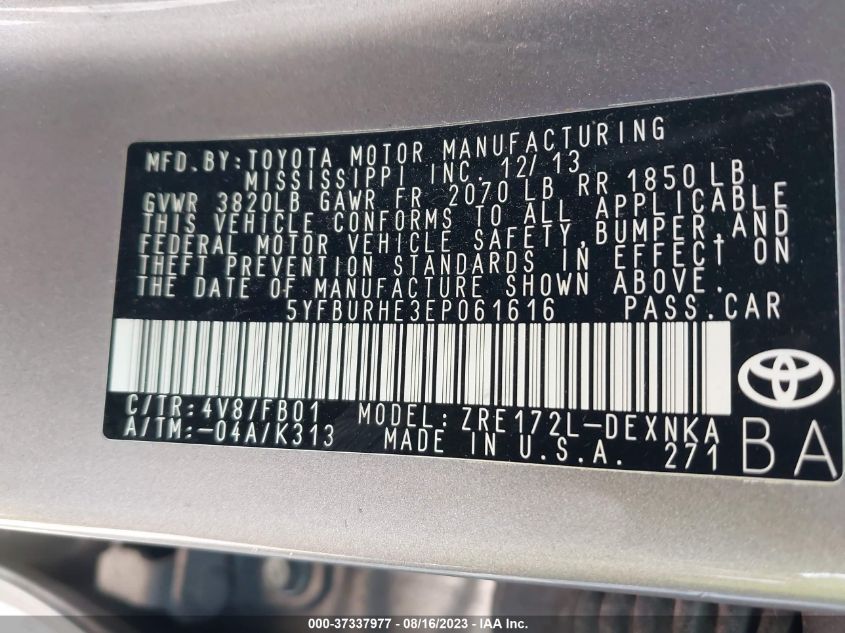 MFD.BY:TOYOTA MOTOR MANUFACTURING
MISSISSIPPI INC. 12/13
GVWR 3820LB GAWR FR 2070 LB RR 1850 LB
THIS VEHICLE CONFORMS TO ALL APPLICABLE
FEDERAL MOTOR VEHICLE SAFETY,BUMPER,AND
THEFT PREVENTION STANDARDS IN EFFECT ON
THE DATE OF MANUFACTURE SHOWN ABOVE.
5YFBURHE3EP061616 PASS.CAR
C/TR:4V8/FB01 MODEL:ZRE172L-DEXNKA
A/TM:-04A/K313 MADE IN U.S.A. 271 BA
000-37337977 - 08/16/2023 - IAA Inc.